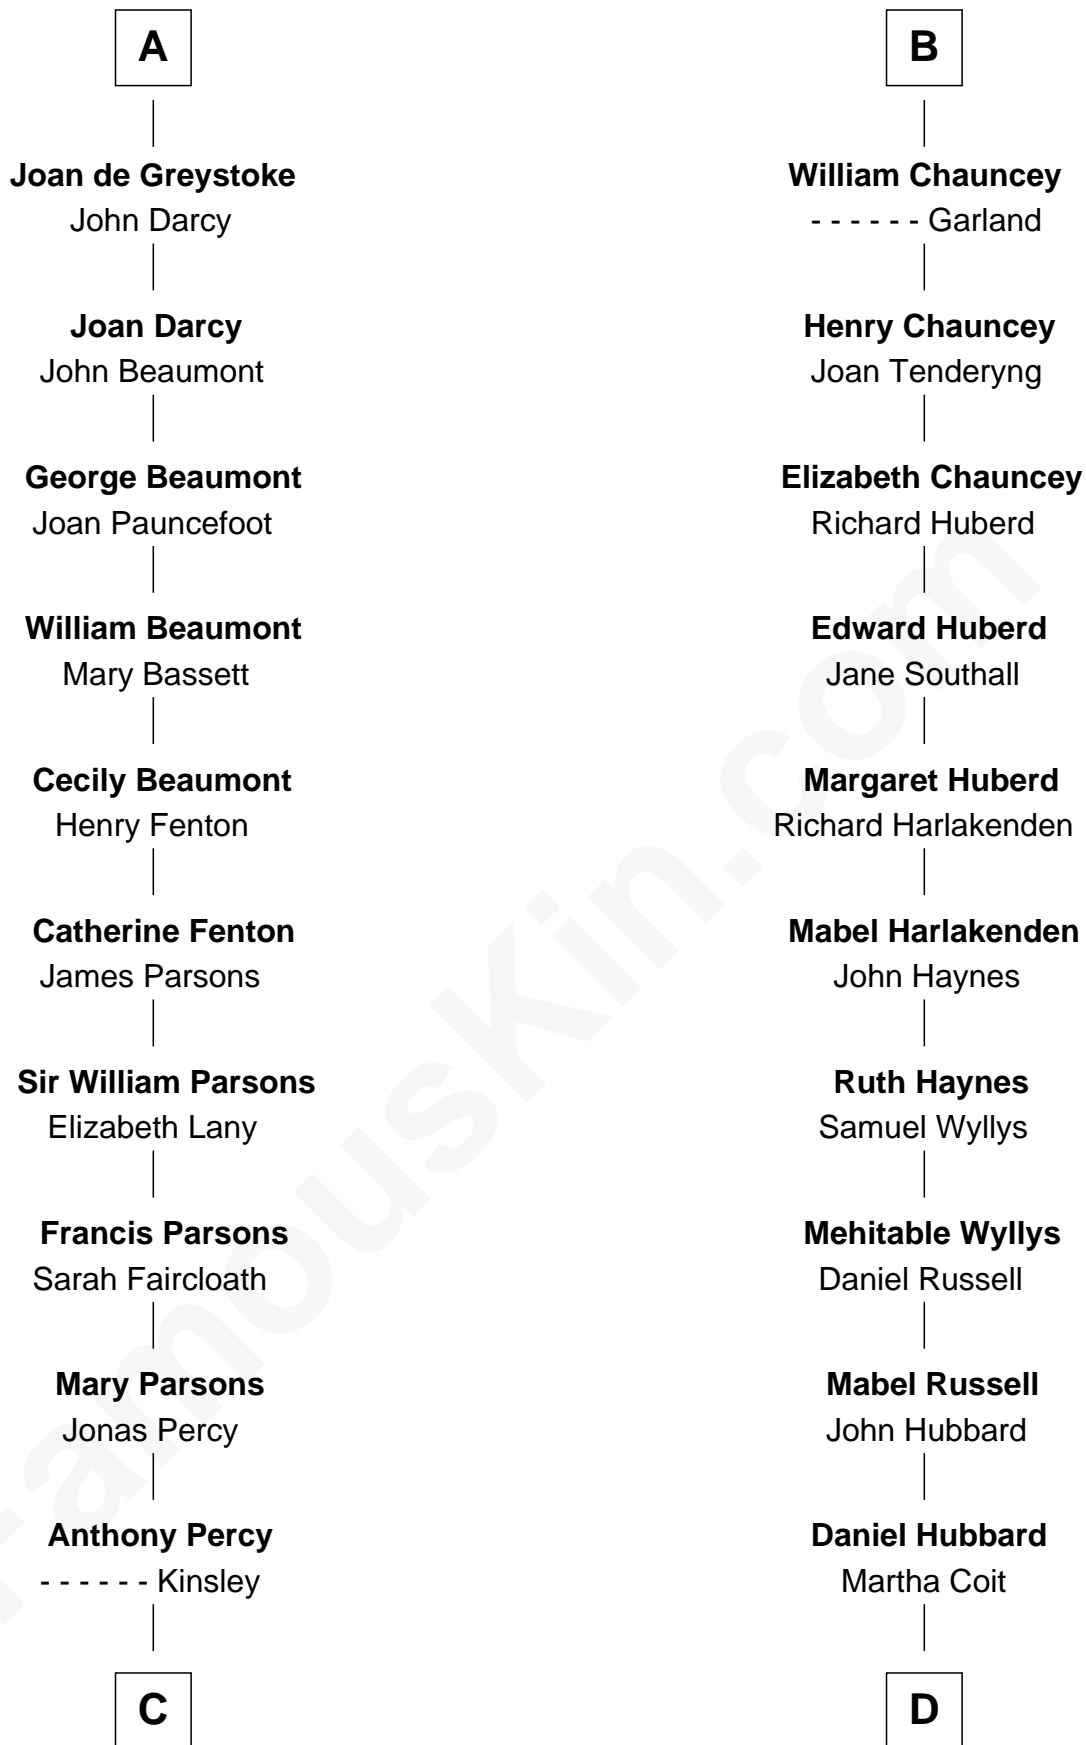 A
Joan de Greystoke
John Darcy
Joan Darcy
John Beaumont
George Beaumont
Joan Pauncefoot
William Beaumont
Mary Bassett
Cecily Beaumont
Henry Fenton
Catherine Fenton
James Parsons
Sir William Parsons
Elizabeth Lany
Francis Parsons
Sarah Faircloath
Mary Parsons
Jonas Percy
Anthony Percy
- - - - - - Kinsley
C
B
William Chauncey
- - - - - - Garland
Henry Chauncey
Joan Tenderyng
Elizabeth Chauncey
Richard Huberd
Edward Huberd
Jane Southall
Margaret Huberd
Richard Harlakenden
Mabel Harlakenden
John Haynes
Ruth Haynes
Samuel Wyllys
Mehitable Wyllys
Daniel Russell
Mabel Russell
John Hubbard
Daniel Hubbard
Martha Coit
D
FamousKin.com